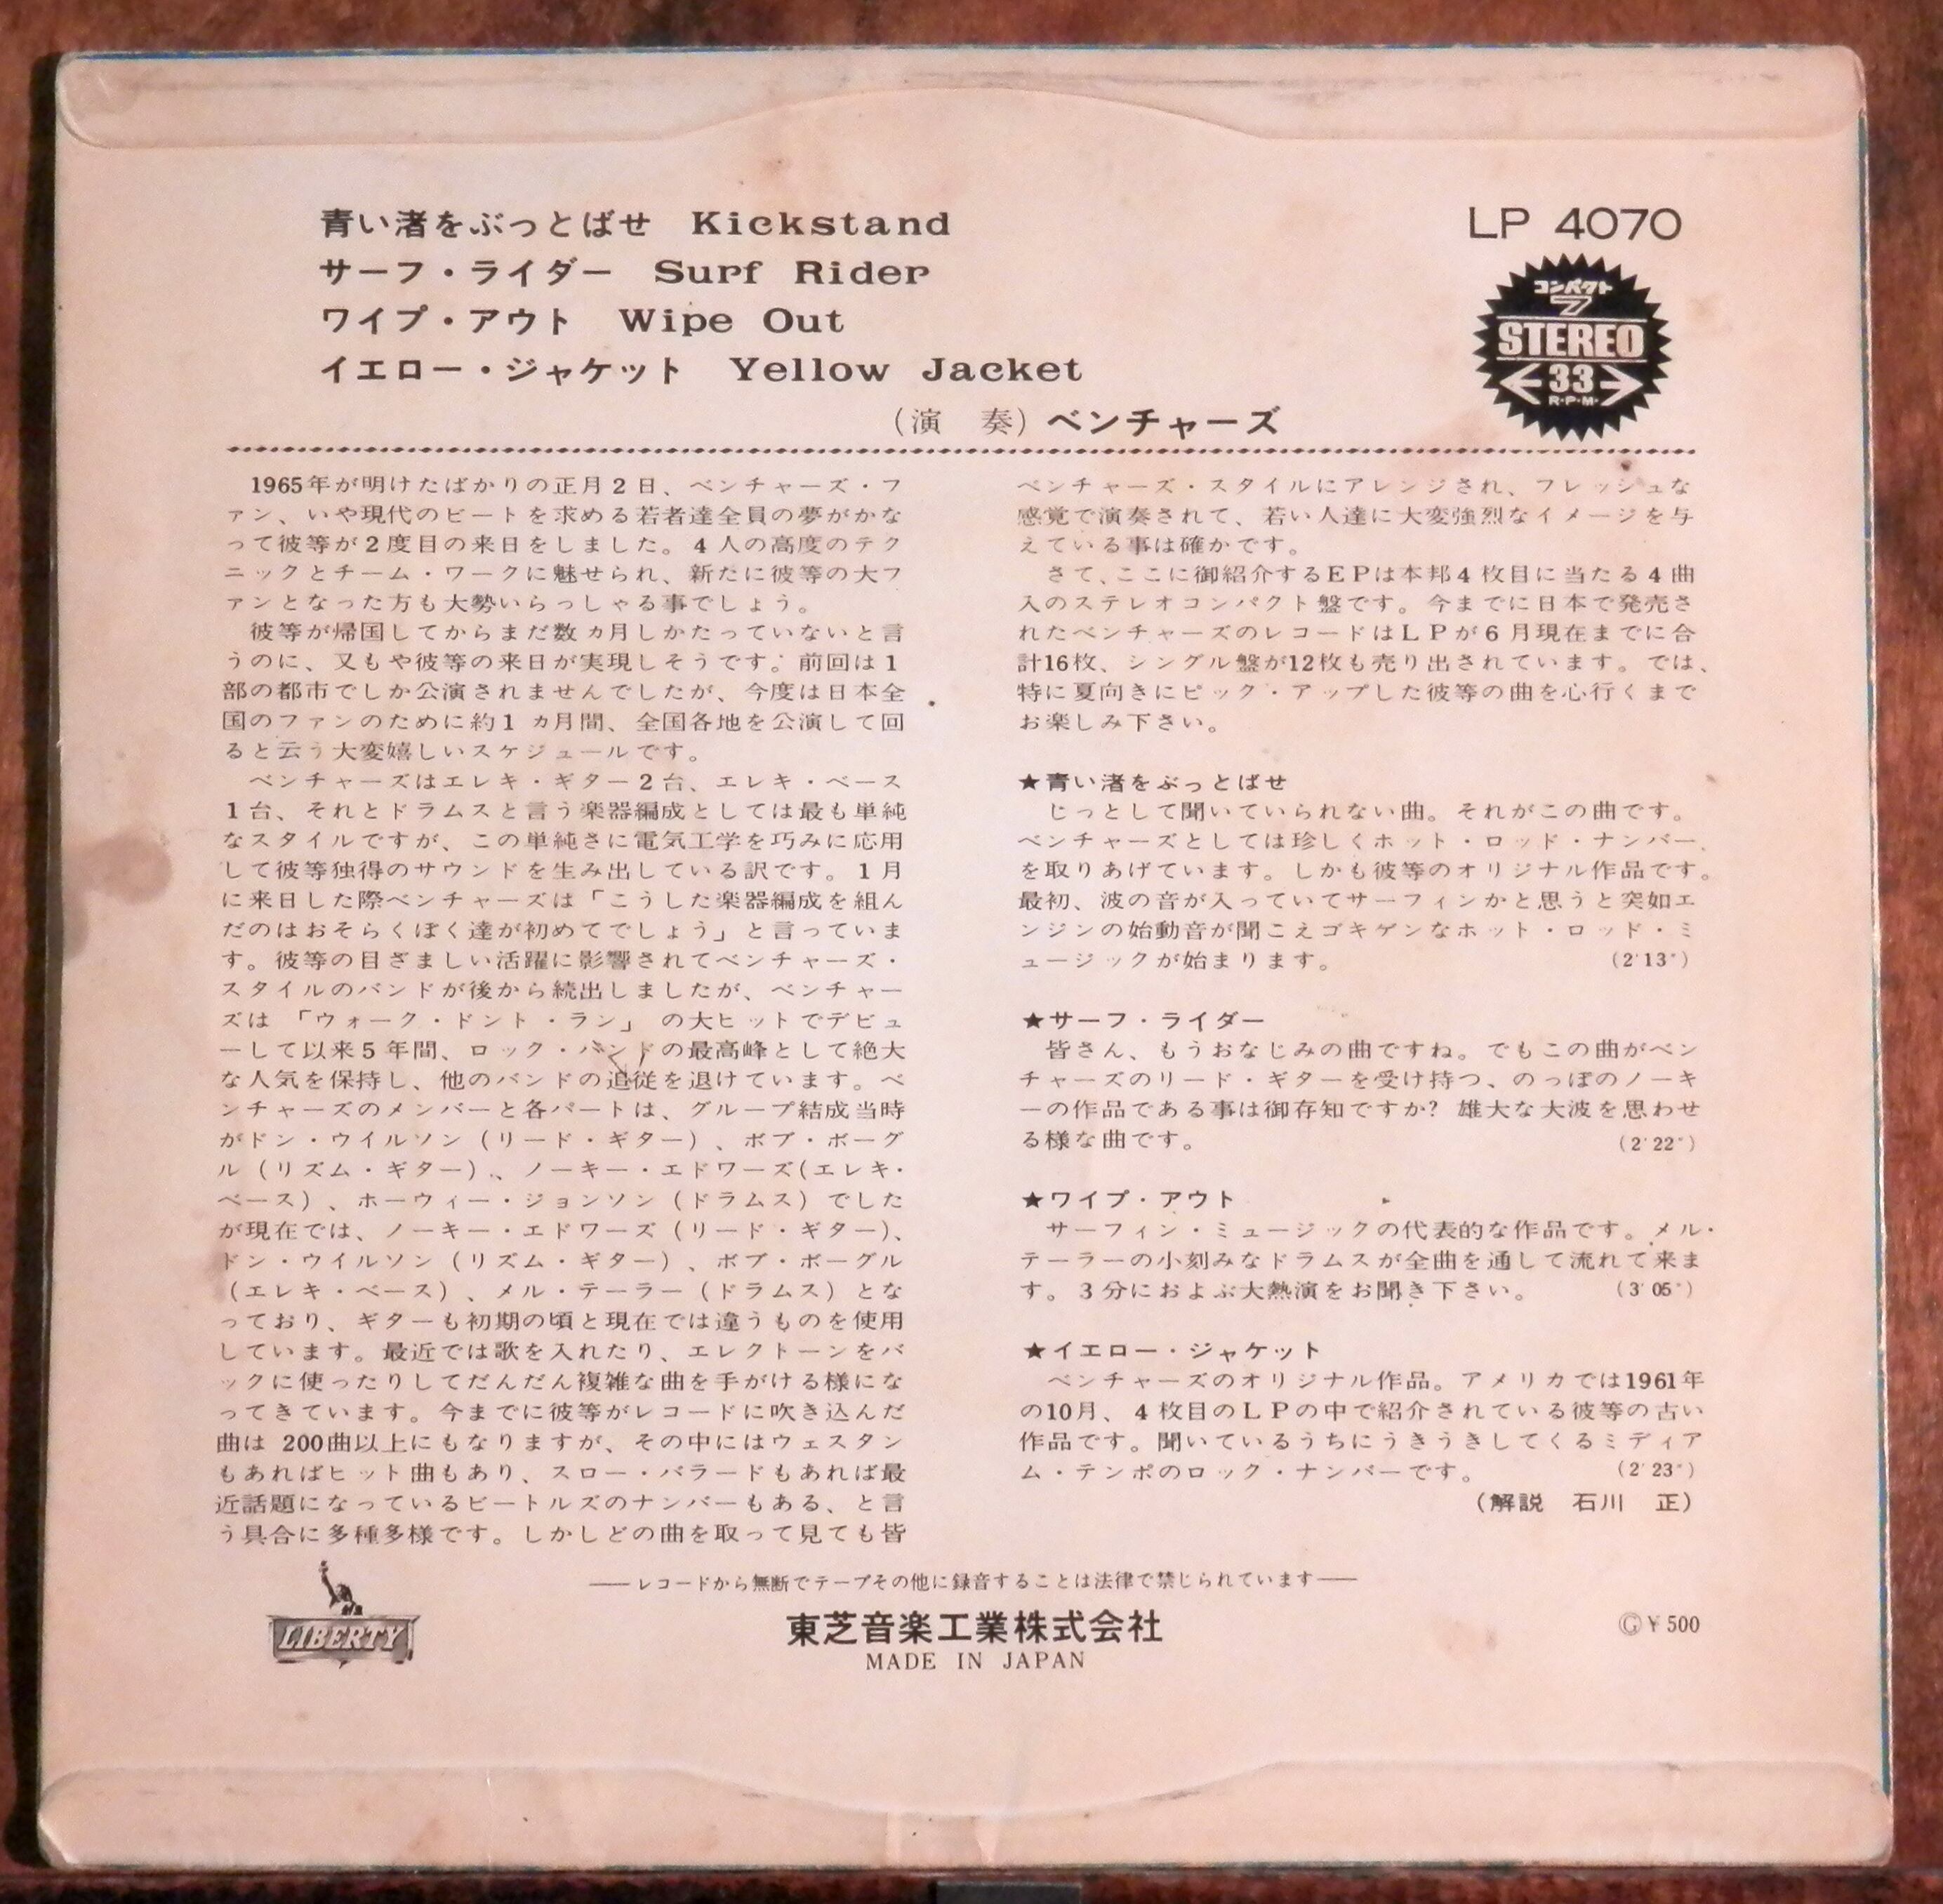 青い渚をぶっとばせ Kickstand
サーフ・ライダー Surf Rider
ワイプ・アウト Wipe Out
イエロー・ジャケット Yellow Jacket
（演 奏）ベンチャーズ
LP 4070
コンパクト
7
STEREO
33
R・P・M・
1965年が明けたばかりの正月2日、ベンチャーズ・フ
ァン、いや現代のビートを求める若者達全員の夢がかな
って彼等が2度目の来日をしました。4人の高度のテク
ニックとチーム・ワークに魅せられ、新たに彼等の大フ
ァンとなった方も大勢いらっしゃる事でしょう。
彼等が帰国してからまだ数ヵ月しかたっていないと言
うのに、又もや彼等の来日が実現しそうです。前回は1
部の都市でしか公演されませんでしたが、今度は日本全
国のファンのために約1ヵ月間、全国各地を公演して回
ると云う大変嬉しいスケジュールです。
ベンチャーズはエレキ・ギター2台、エレキ・ベース
1台、それとドラムスと言う楽器編成としては最も単純
なスタイルですが、この単純さに電気工学を巧みに応用
して彼等独得のサウンドを生み出している訳です。1月
に来日した際ベンチャーズは「こうした楽器編成を組ん
だのはおそらくぼく達が初めてでしょう」と言っていま
す。彼等の目ざましい活躍に影響されてベンチャーズ・
スタイルのバンドが後から続出しましたが、ベンチャー
ズは「ウォーク・ドント・ラン」の大ヒットでデビュ
ーして以来5年間、ロック・バンドの最高峰として絶大
な人気を保持し、他のバンドの追従を退けています。ベ
ンチャーズのメンバーと各パートは、グループ結成当時
がドン・ウイルソン（リード・ギター）、ボブ・ボーグ
ル（リズム・ギター）、ノーキー・エドワーズ(エレキ・
ベース）、ホーウィー・ジョンソン（ドラムス）でした
が現在では、ノーキー・エドワーズ（リード・ギター）、
ドン・ウイルソン（リズム・ギター）、ボブ・ボーグル
（エレキ・ベース）、メル・テーラー（ドラムス）とな
っており、ギターも初期の頃と現在では違うものを使用
しています。最近では歌を入れたり、エレクトーンをバ
ックに使ったりしてだんだん複雑な曲を手がける様にな
ってきています。今までに彼等がレコードに吹き込んだ
曲は 200曲以上にもなりますが、その中にはウェスタン
もあればヒット曲もあり、スロー・バラードもあれば最
近話題になっているビートルズのナンバーもある、と言
う具合に多種多様です。しかしどの曲を取って見ても皆
ベンチャーズ・スタイルにアレンジされ、フレッシュな
感覚で演奏されて、若い人達に大変強烈なイメージを与
えている事は確かです。
さて、ここに御紹介するEPは本邦4枚目に当たる4曲
入のステレオコンパクト盤です。今までに日本で発売さ
れたベンチャーズのレコードはLPが6月現在までに合
計16枚、シングル盤が12枚も売り出されています。では、
特に夏向きにピック・アップした彼等の曲を心行くまで
お楽しみ下さい。
★青い渚をぶっとばせ
じっとして聞いていられない曲。それがこの曲です。
ベンチャーズとしては珍しくホット・ロッド・ナンバー、
を取りあげています。しかも彼等のオリジナル作品です。
最初、波の音が入っていてサーフィンかと思うと突如エ
ンジンの始動音が聞こえゴキゲンなホット・ロッド・ミ
ュージックが始まります。 (2′13″)
★サーフ・ライダー
皆さん、もうおなじみの曲ですね。でもこの曲がベン
チャーズのリード・ギターを受け持つ、のっぽのノーキ
ーの作品である事は御存知ですか? 雄大な大波を思わせ
る様な曲です。 (2′22″)
★ワイプ・アウト
サーフィン・ミュージックの代表的な作品です。メル・
テーラーの小刻みなドラムスが全曲を通して流れて来ま
す。3分におよぶ大熱演をお聞き下さい。 (3′05″)
★イエロー・ジャケット
ベンチャーズのオリジナル作品。アメリカでは1961年
の10月、4枚目のLPの中で紹介されている彼等の古い
作品です。聞いているうちにうきうきしてくるミディア
ム・テンポのロック・ナンバーです。 (2′23″)
（解説 石川 正）
──レコードから無断でテープその他に録音することは法律で禁じられています──
LIBERTY
東芝音楽工業株式会社
MADE IN JAPAN
Ⓖ¥500